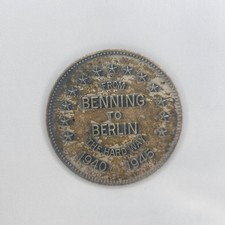 FROM
BENNING
TO
BERLIN
THE HARD WAY
1940 1945